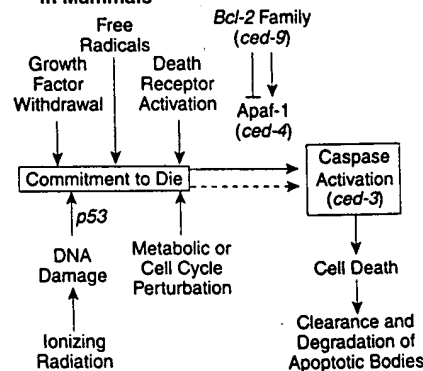 in Mammals
Free
Radicals
Bcl-2 Family
(ced-9)
Growth
Factor
Withdrawal
Death
Receptor
Activation
Apaf-1
(ced-4)
Commitment to Die
Caspase
Activation
(ced-3)
p53
DNA
Damage
Metabolic or
Cell Cycle
Perturbation
Cell Death
Ionizing
Radiation
Clearance and
Degradation of
Apoptotic Bodies